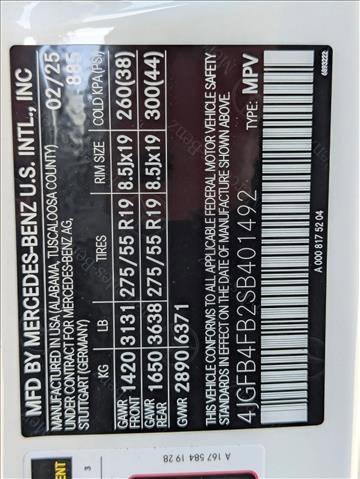 MFD BY MERCEDES-BENZ U.S. INTL., INC
MANUFACTURED IN USA (ALABAMA, TUSCALOOSA COUNTY)
UNDER CONTRACT FOR MERCEDES-BENZ AG,
STUTTGART (GERMANY)
02/25
885
KG LB TIRES RIM SIZE COLD KPA (PSI)
GAWR FRONT 1420 3131 275/55 R19 8.5Jx19 260(38)
GAWR REAR 1650 3638 275/55 R19 8.5Jx19 300(44)
GVWR 2890 6371
THIS VEHICLE CONFORMS TO ALL APPLICABLE FEDERAL MOTOR VEHICLE SAFETY
STANDARDS IN EFFECT ON THE DATE OF MANUFACTURE SHOWN ABOVE.
4JGFB4FB2SB401492 TYPE: MPV
A 000 817 52 04
6893222
A 167 584 19 28
3